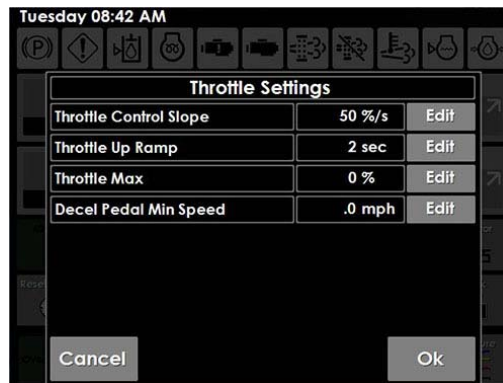 Tuesday 08:42 AM
Throttle Settings
Throttle Control Slope 50 %/s Edit
Throttle Up Ramp 2 sec Edit
Throttle Max 0 % Edit
Decel Pedal Min Speed .0 mph Edit
Cancel Ok